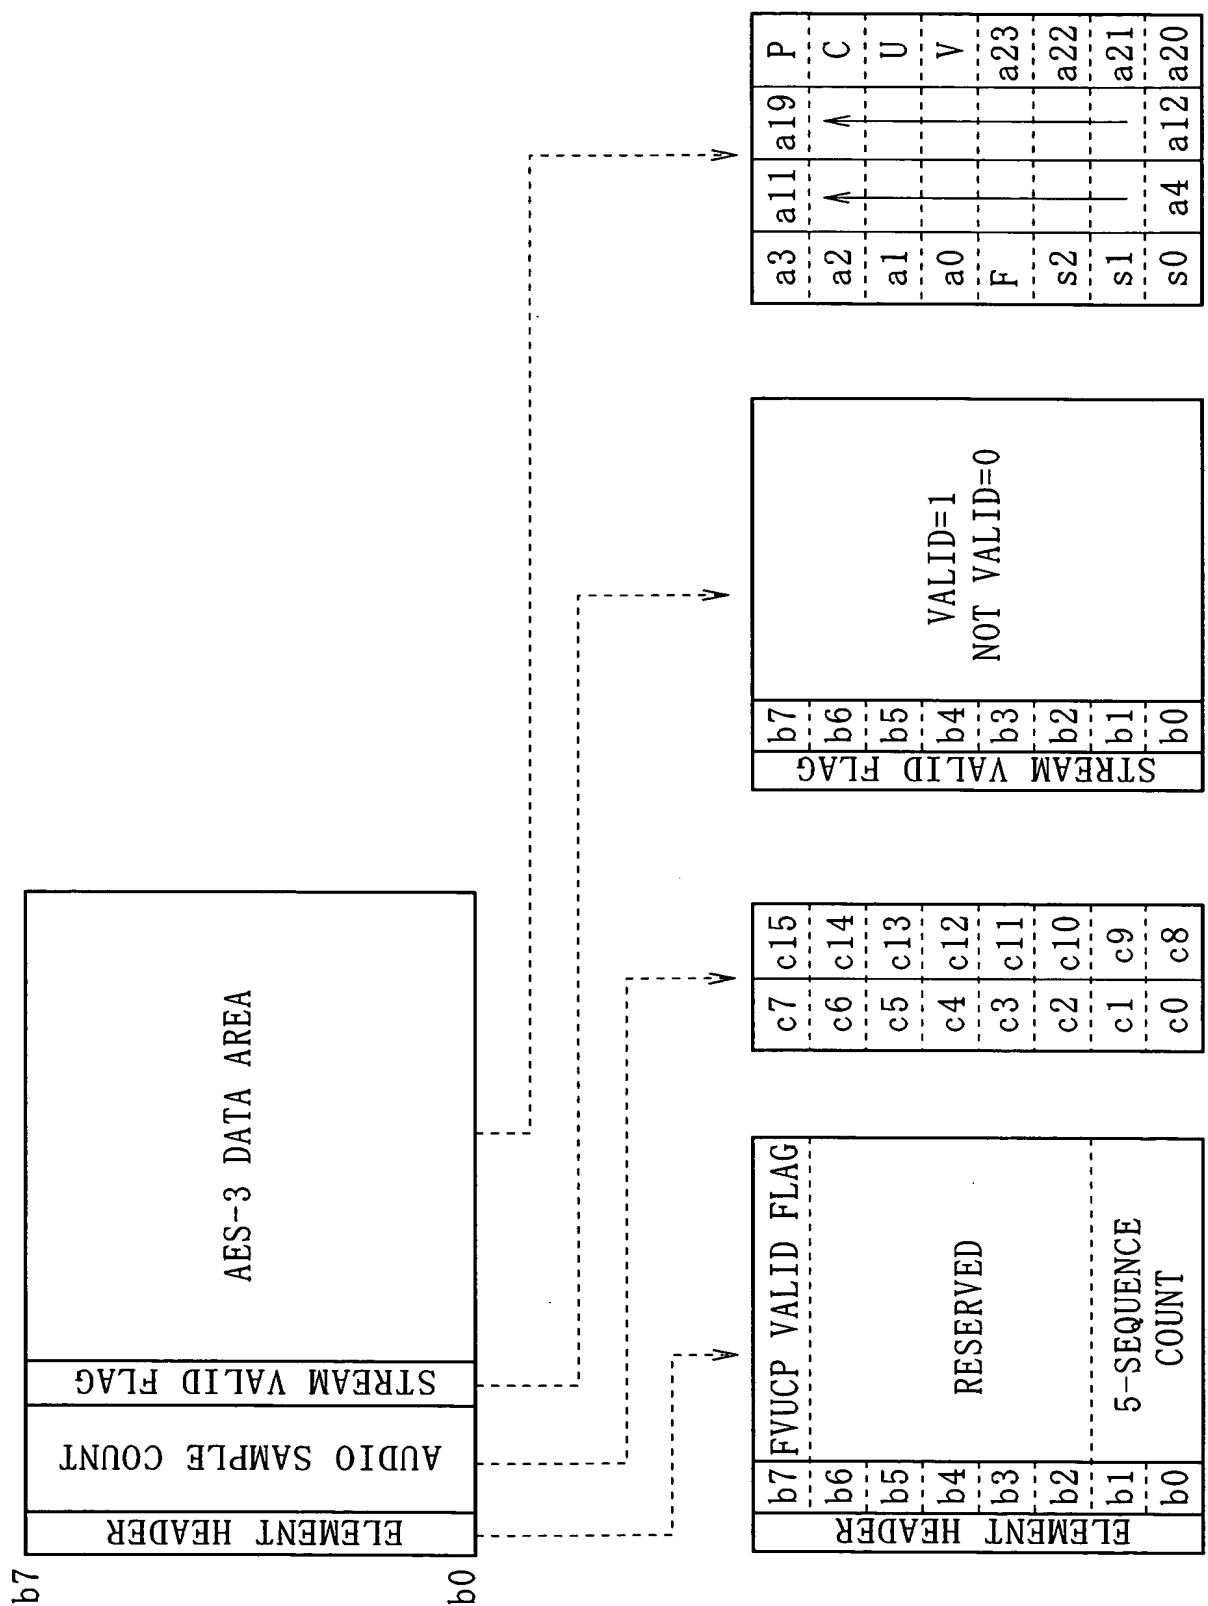 b7
b0
ELEMENT HEADER
AUDIO SAMPLE COUNT
STREAM VALID FLAG
AES-3 DATA AREA
ELEMENT HEADER
b7
b6
b5
b4
b3
b2
b1
b0
FVUCP VALID FLAG
RESERVED
5-SEQUENCE
COUNT
c7 c15
c6 c14
c5 c13
c4 c12
c3 c11
c2 c10
c1 c9
c0 c8
STREAM VALID FLAG
b7
b6
b5
b4
b3
b2
b1
b0
VALID=1
NOT VALID=0
a3 a11 a19 P
a2 C
a1 U
a0 V
F a23
s2 a22
s1 a21
s0 a4 a12 a20